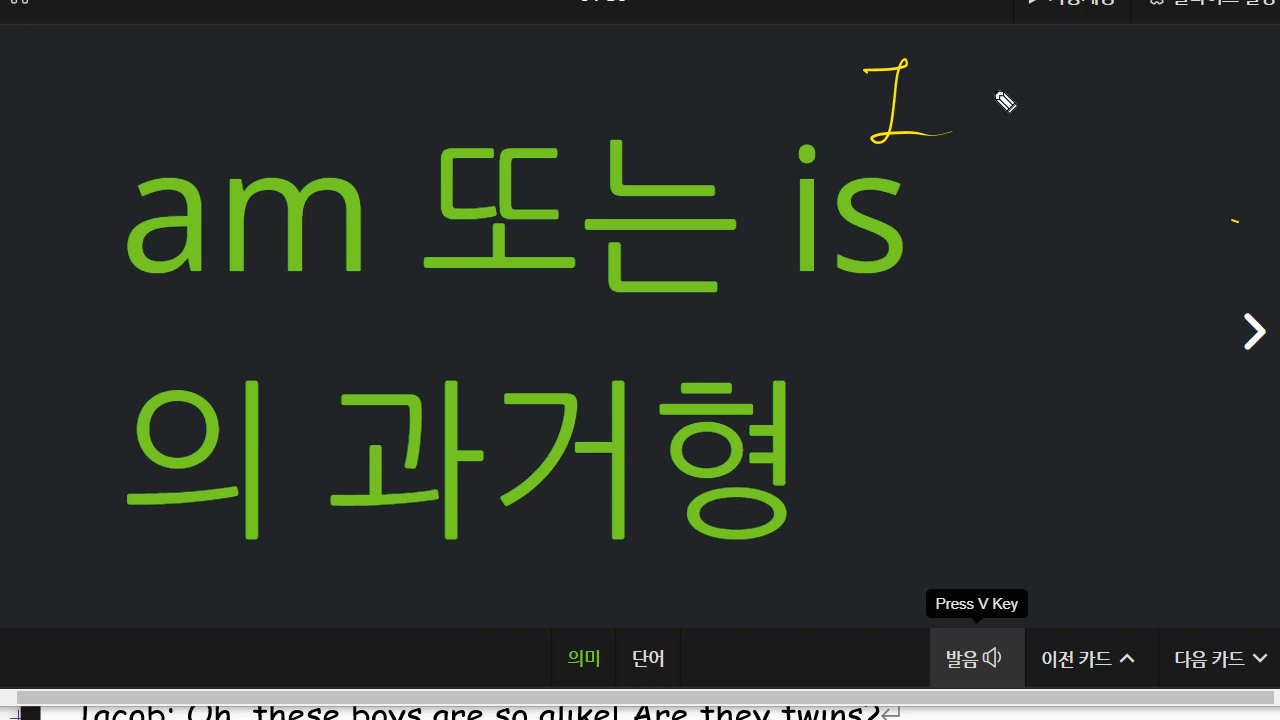 I
am 또는 is
의 과거형
Press V Key
의미 단어 발음 이전 카드 다음 카드
Jacob: Oh, these boys are so alike! Are they twins?